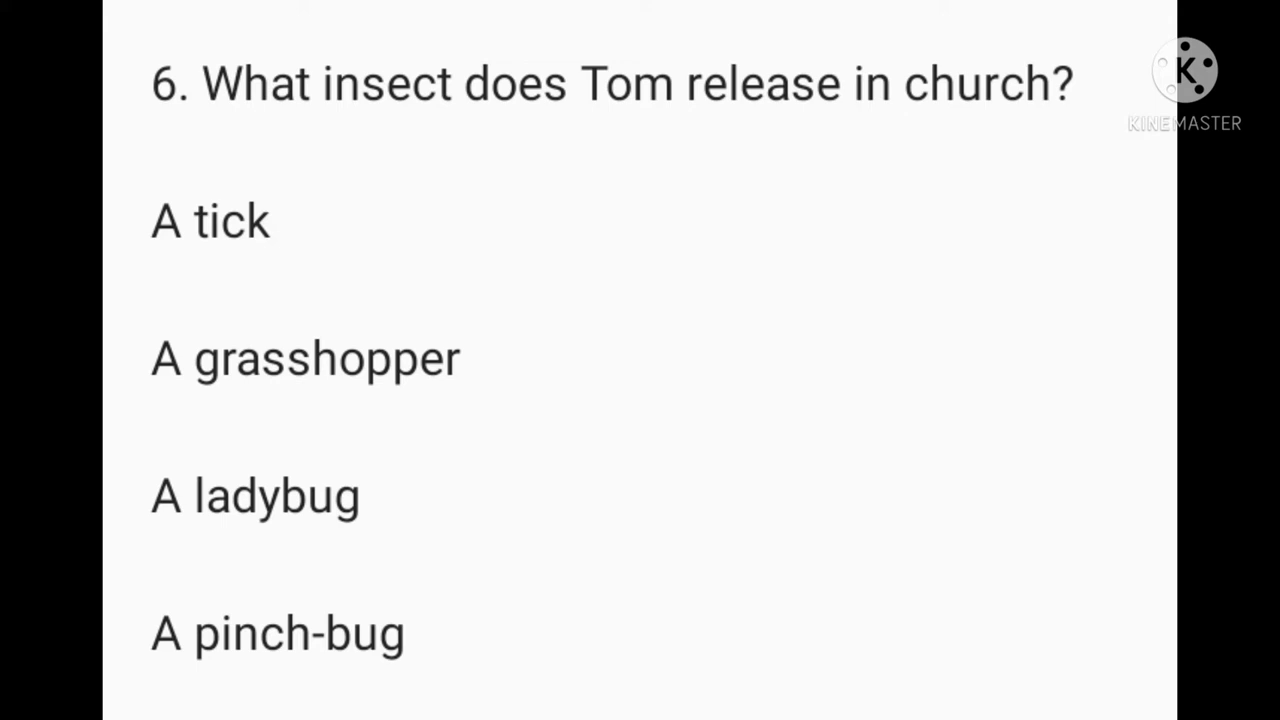 6. What insect does Tom release in church?
K
KINEMASTER
A tick
A grasshopper
A ladybug
A pinch-bug